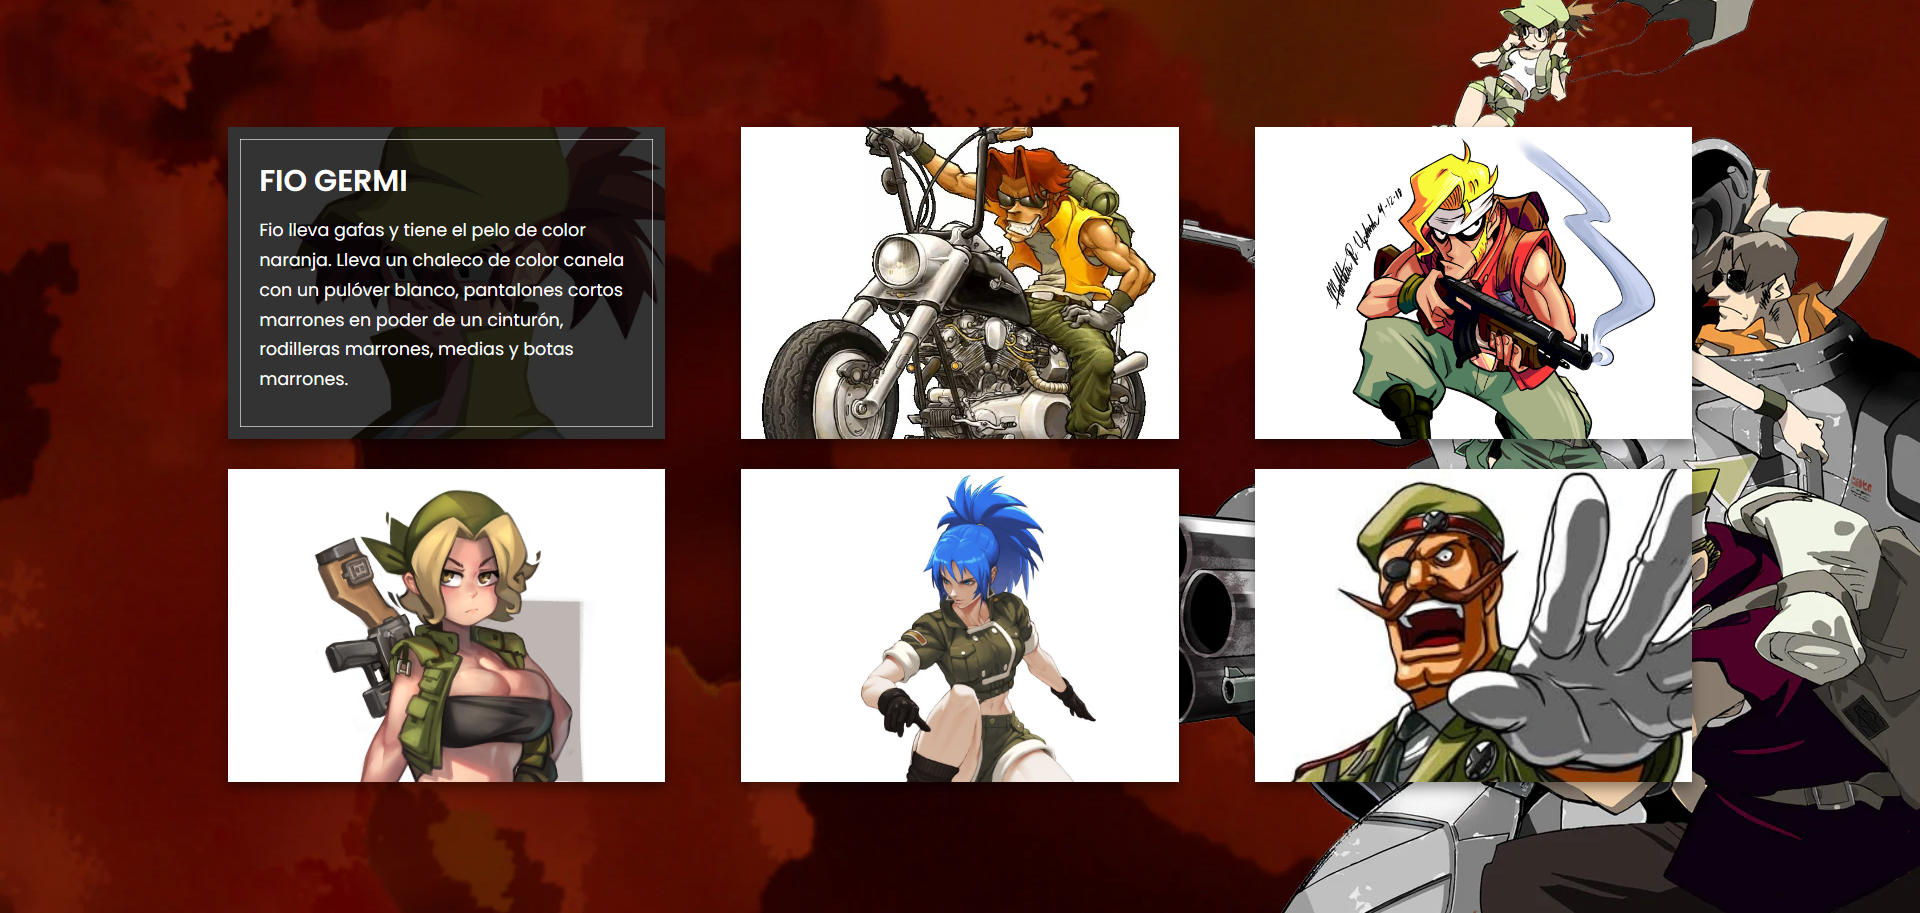 FIO GERMI
Fio lleva gafas y tiene el pelo de color
naranja. Lleva un chaleco de color canela
con un pulóver blanco, pantalones cortos
marrones en poder de un cinturón,
rodilleras marrones, medias y botas
marrones.